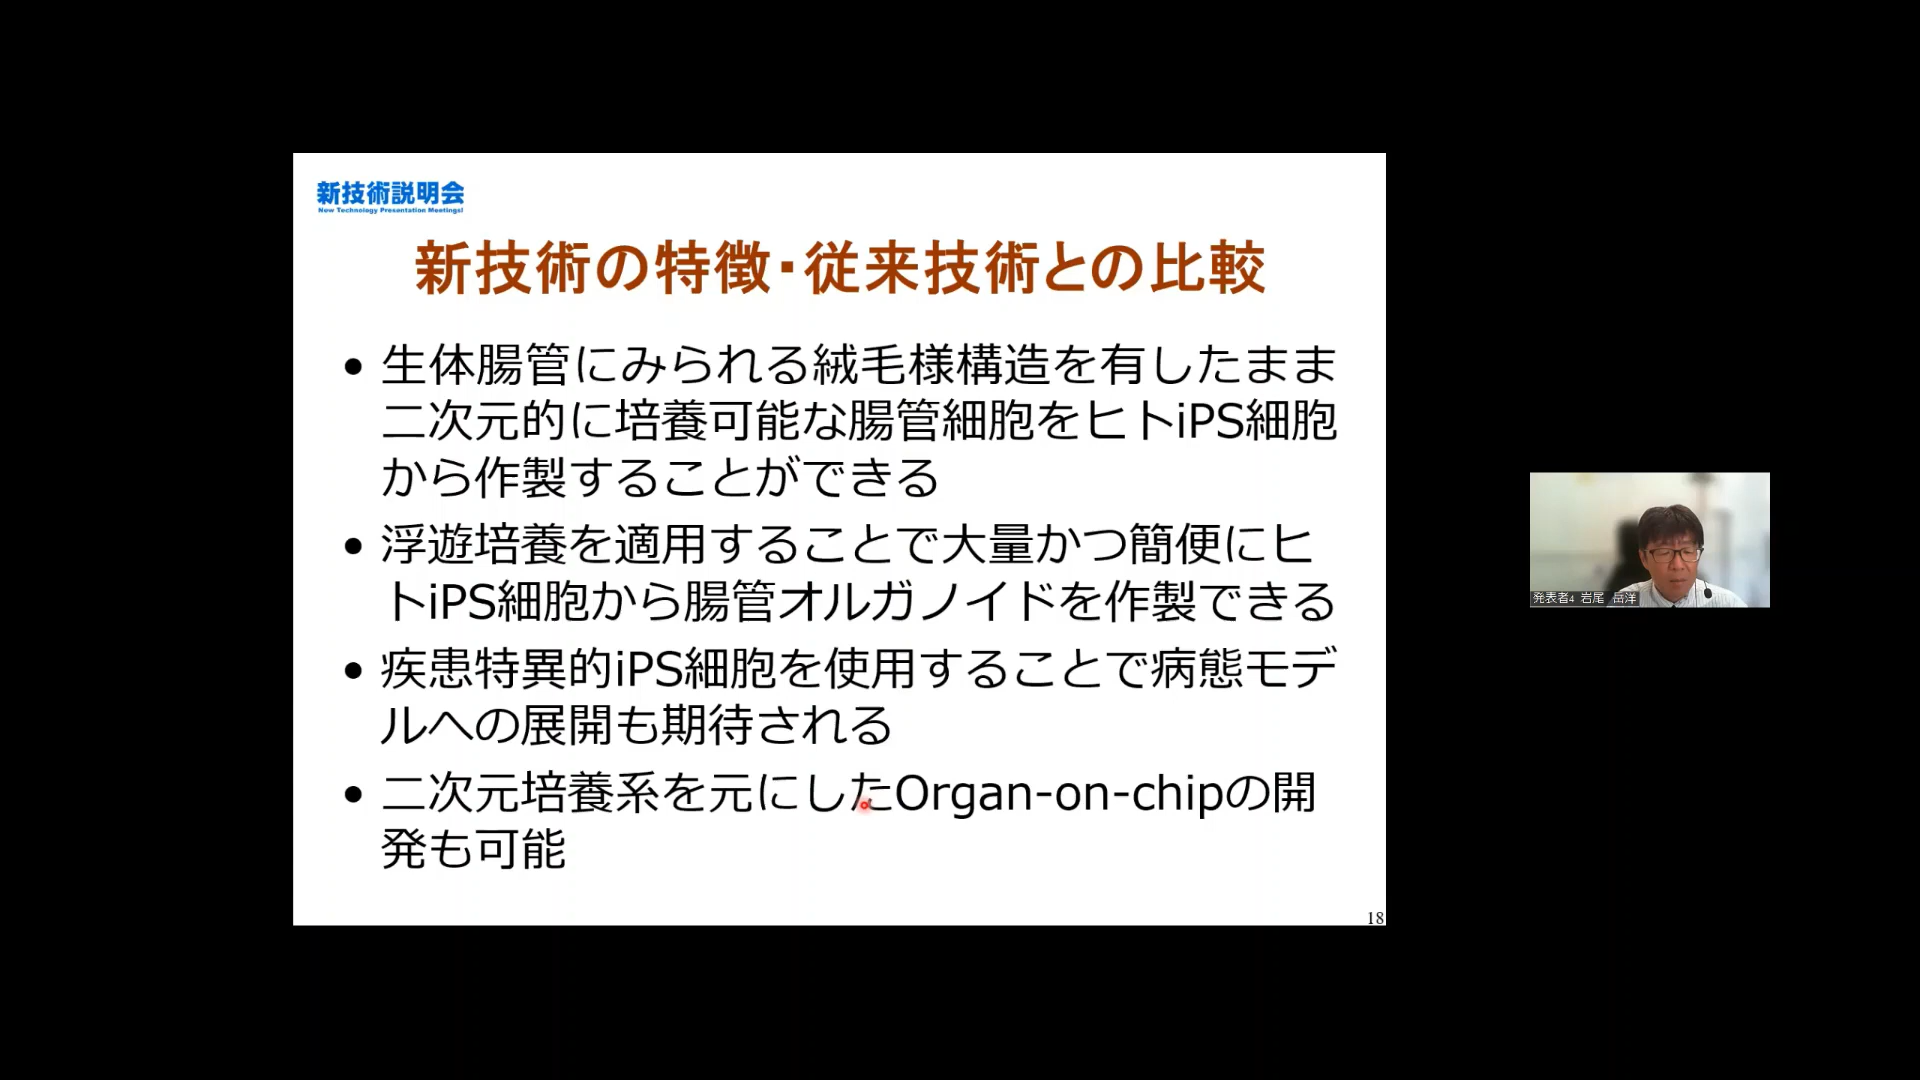 新技術説明会
New Technology Presentation Meetings!
新技術の特徴・従来技術との比較
• 生体腸管にみられる絨毛様構造を有したまま
二次元的に培養可能な腸管細胞をヒトiPS細胞
から作製することができる
• 浮遊培養を適用することで大量かつ簡便にヒ
トiPS細胞から腸管オルガノイドを作製できる
• 疾患特異的iPS細胞を使用することで病態モデ
ルへの展開も期待される
• 二次元培養系を元にしたOrgan-on-chipの開
発も可能
18
発表者4 岩尾 岳洋